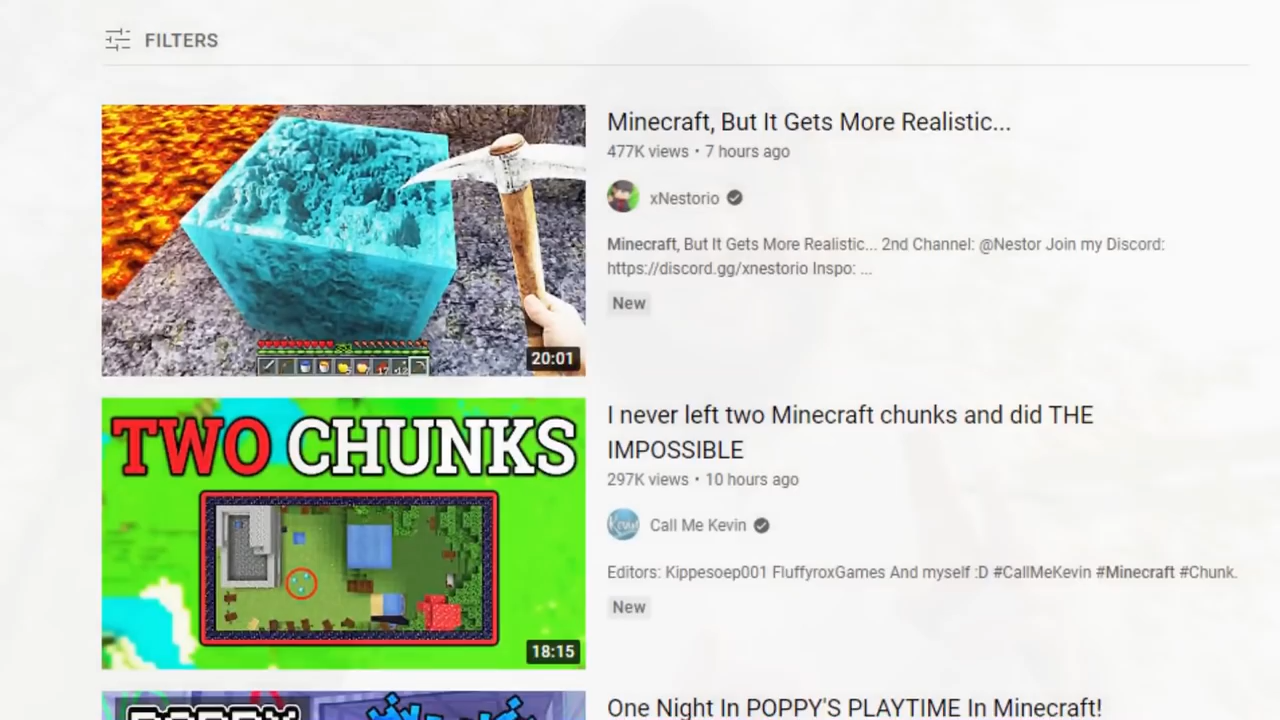 FILTERS
Minecraft, But It Gets More Realistic...
477K views • 7 hours ago
xNestorio
Minecraft, But It Gets More Realistic... 2nd Channel: @Nestor Join my Discord:
https://discord.gg/xnestorio Inspo: ...
New
20:01
TWO CHUNKS
I never left two Minecraft chunks and did THE
IMPOSSIBLE
297K views • 10 hours ago
Kevin
Call Me Kevin
Editors: Kippesoep001 FluffyroxGames And myself :D #CallMeKevin #Minecraft #Chunk.
New
18:15
One Night In POPPY'S PLAYTIME In Minecraft!